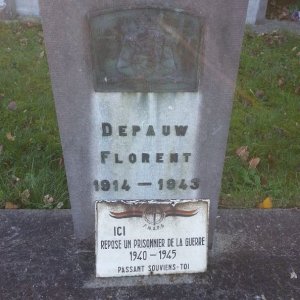 DEPAUW
FLORENT
1914 - 1943
ICI
REPOSE UN PRISONNIER DE LA GUERRE
1940 - 1945
PASSANT SOUVIENS-TOI